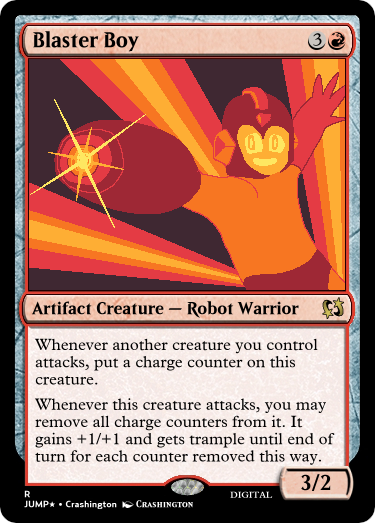 Blaster Boy 3
Artifact Creature — Robot Warrior
Whenever another creature you control
attacks, put a charge counter on this
creature.
Whenever this creature attacks, you may
remove all charge counters from it. It
gains +1/+1 and gets trample until end of
turn for each counter removed this way.
3/2
R
JUMP★ • Crashington CRASHINGTON
DIGITAL